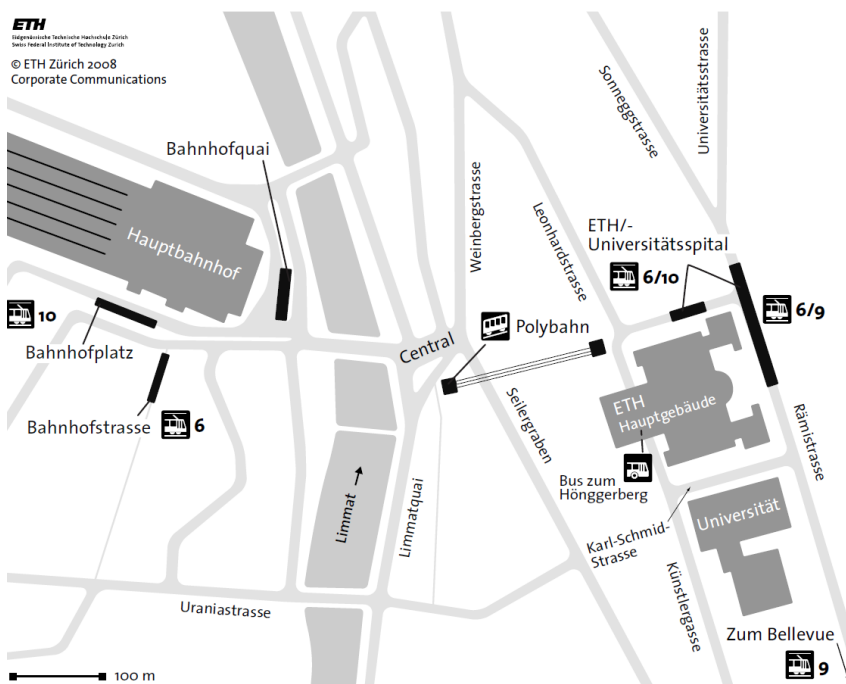 ETH
Eidgenössische Technische Hochschule Zürich
Swiss Federal Institute of Technology Zurich
© ETH Zürich 2008
Corporate Communications
Bahnhofquai
Hauptbahnhof
10
Bahnhofplatz
Bahnhofstrasse
6
Limmat
Limmatquai
Uraniastrasse
100 m
Central
Polybahn
Weinbergstrasse
Seilergraben
Leonhardstrasse
Sonneggstrasse
Universitätsstrasse
ETH/-
Universitätsspital
6/10
6/9
ETH
Hauptgebäude
Rämistrasse
Bus zum
Hönggerberg
Karl-Schmid-
Strasse
Universität
Künstlergasse
Zum Bellevue
9